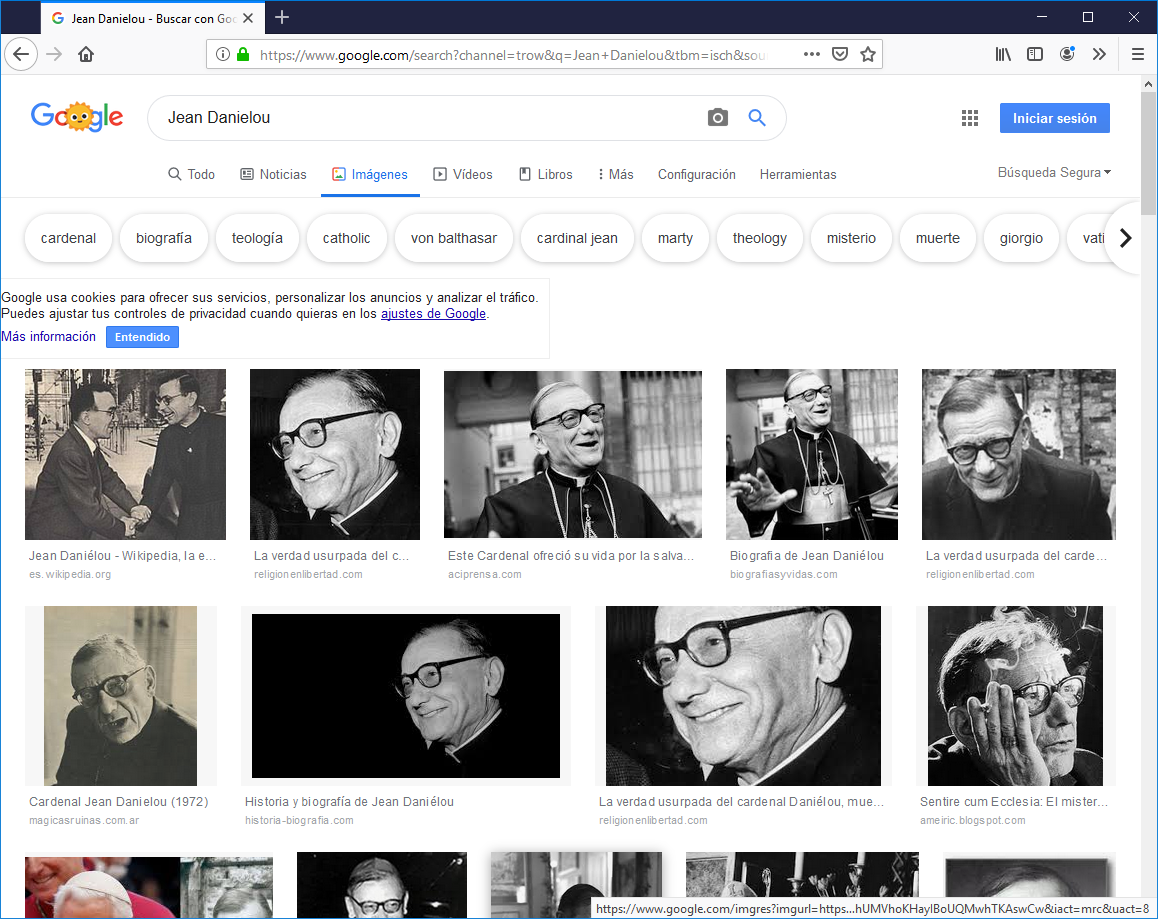 Jean Danielou - Buscar con Goo
https://www.google.com/search?channel=trow&q=Jean+Danielou&tbm=isch&sou
Google
Jean Danielou
Iniciar sesión
Todo Noticias Imágenes Vídeos Libros Más Configuración Herramientas Búsqueda Segura
cardenal biografía teología catholic von balthasar cardinal jean marty theology misterio muerte giorgio vati
Google usa cookies para ofrecer sus servicios, personalizar los anuncios y analizar el tráfico.
Puedes ajustar tus controles de privacidad cuando quieras en los ajustes de Google.
Más información Entendido
Jean Daniélou - Wikipedia, la e... La verdad usurpada del c... Este Cardenal ofreció su vida por la salva... Biografia de Jean Daniélou La verdad usurpada del carde...
es.wikipedia.org religionenlibertad.com aciprensa.com biografiasyvidas.com religionenlibertad.com
Cardenal Jean Danielou (1972) Historia y biografía de Jean Daniélou La verdad usurpada del cardenal Daniélou, mue... Sentire cum Ecclesia: El mister...
magicasruinas.com.ar historia-biografia.com religionenlibertad.com ameiric.blogspot.com
https://www.google.com/imgres?imgurl=https...hUMVhoKHayIBoUQMwhTKAswCw&iact=mrc&uact=8